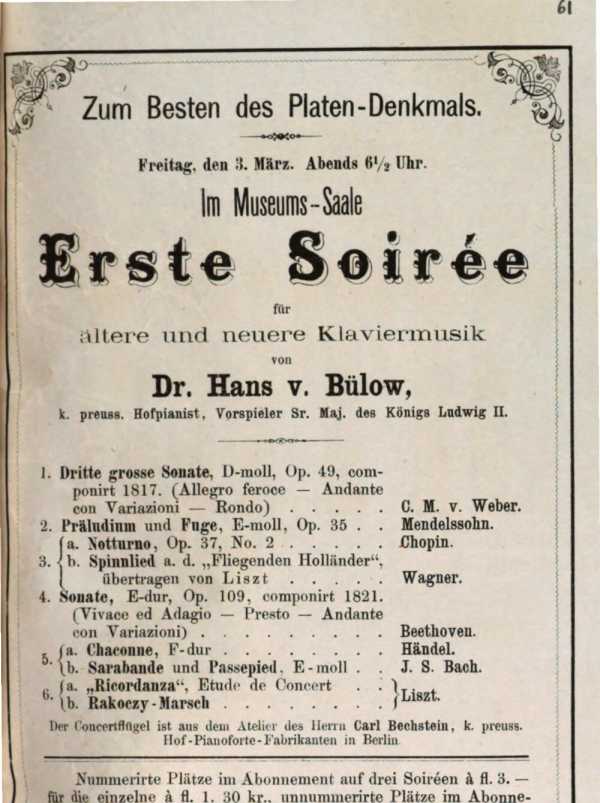 61
Zum Besten des Platen-Denkmals.
Freitag, den 3. März. Abends 6½ Uhr.
Im Museums-Saale
Erste Soirée
für
ältere und neuere Klaviermusik
von
Dr. Hans v. Bülow,
k. preuss. Hofpianist, Vorspieler Sr. Maj. des Königs Ludwig II.
1. Dritte grosse Sonate, D-moll, Op. 49, com-
ponirt 1817. (Allegro feroce — Andante
con Variazioni — Rondo) . . . . . C. M. v. Weber.
2. Präludium und Fuge, E-moll, Op. 35 . . Mendelssohn.
3. {a. Notturno, Op. 37, No. 2 . . . . . Chopin.
b. Spinnlied a. d. „Fliegenden Holländer“,
übertragen von Liszt . . . . . Wagner.
4. Sonate, E-dur, Op. 109, componirt 1821.
(Vivace ed Adagio — Presto — Andante
con Variazioni) . . . . . . . . Beethoven.
5. {a. Chaconne, F-dur . . . . . . . Händel.
b. Sarabande und Passepied, E-moll . . J. S. Bach.
6. {a. „Ricordanza“, Etude de Concert . . }Liszt.
b. Rakoczy-Marsch . . . . . . .
Der Concertflügel ist aus dem Atelier des Herrn Carl Bechstein, k. preuss.
Hof-Pianoforte-Fabrikanten in Berlin
Nummerirte Plätze im Abonnement auf drei Soiréen à fl. 3. —
für die einzelne à fl. 1. 30 kr., unnummerirte Plätze im Abonne-